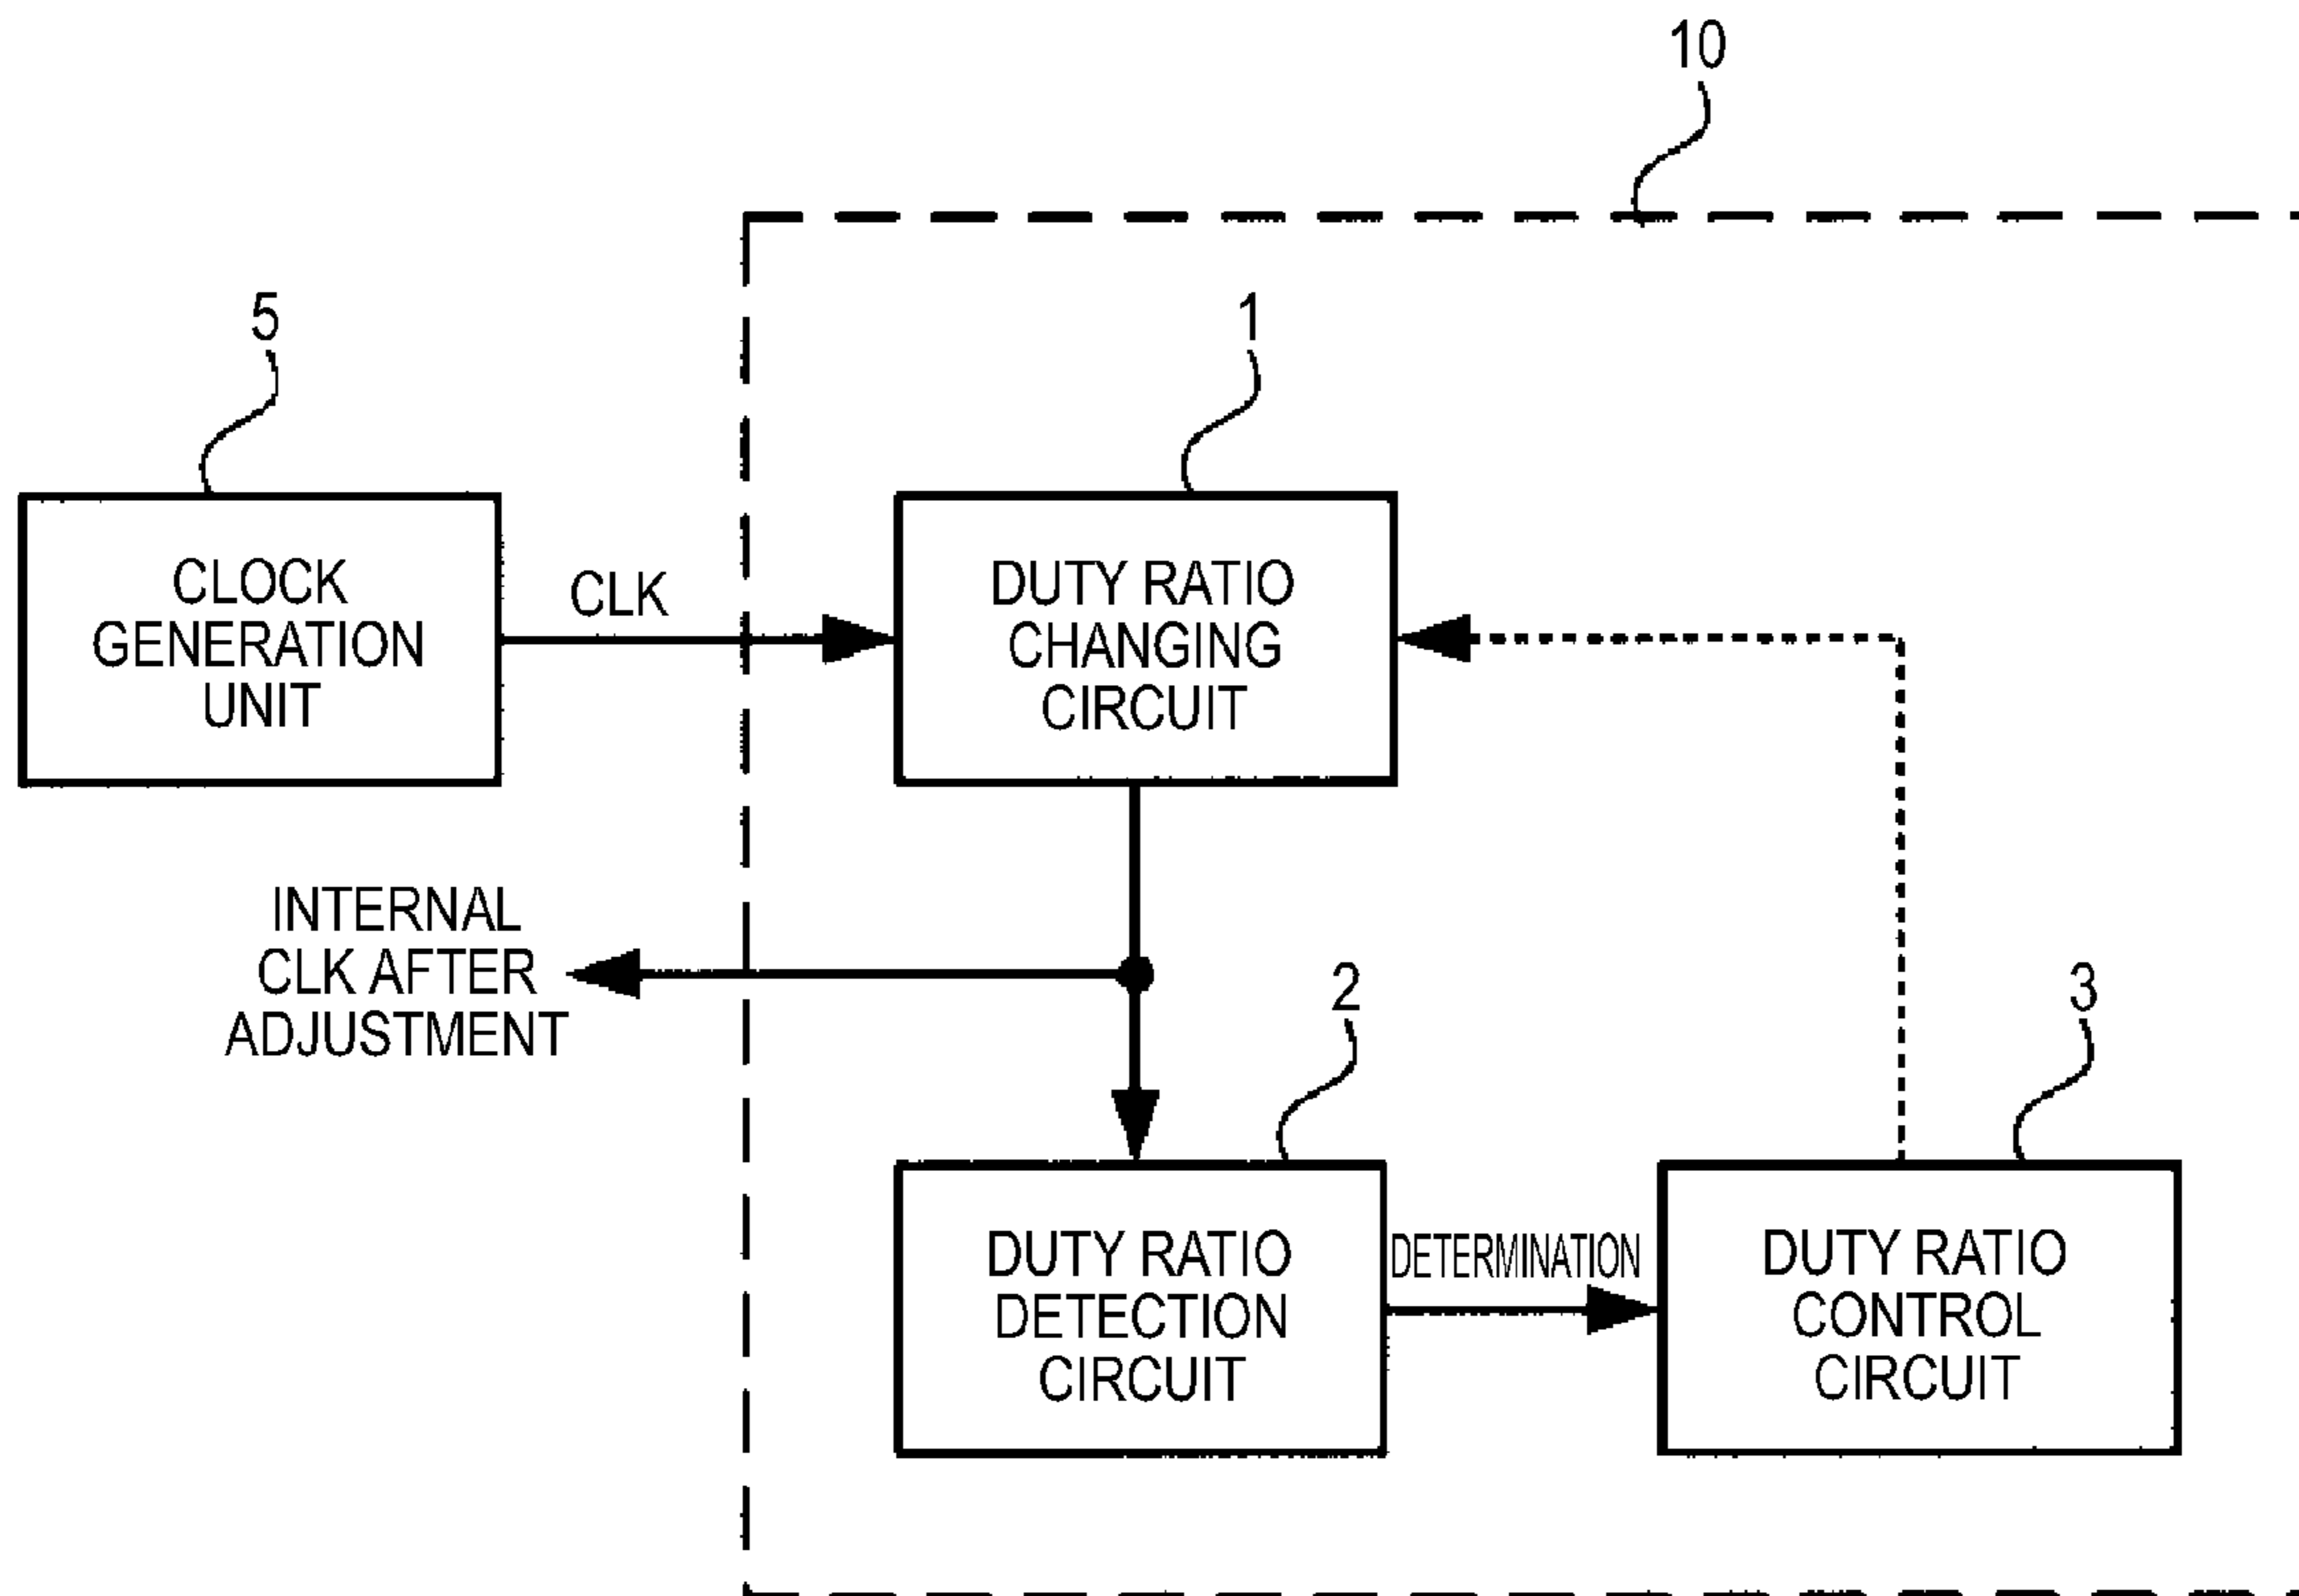 10
5
1
CLOCK
GENERATION
UNIT
CLK
DUTY RATIO
CHANGING
CIRCUIT
INTERNAL
CLK AFTER
ADJUSTMENT
2
3
DUTY RATIO
DETECTION
CIRCUIT
DETERMINATION
DUTY RATIO
CONTROL
CIRCUIT